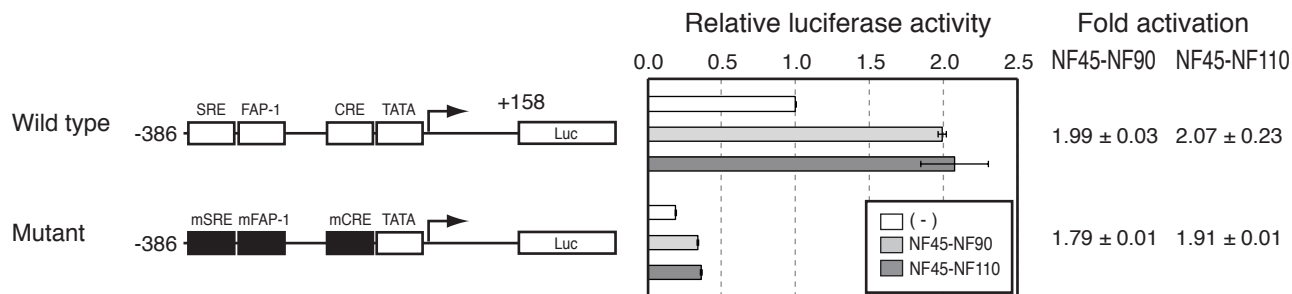 Relative luciferase activity
Fold activation
0.0 0.5 1.0 1.5 2.0 2.5
NF45-NF90 NF45-NF110
Wild type
-386
SRE FAP-1 CRE TATA
+158
Luc
1.99 ± 0.03 2.07 ± 0.23
Mutant
-386
mSRE mFAP-1 mCRE TATA
Luc
( - )
NF45-NF90
NF45-NF110
1.79 ± 0.01 1.91 ± 0.01